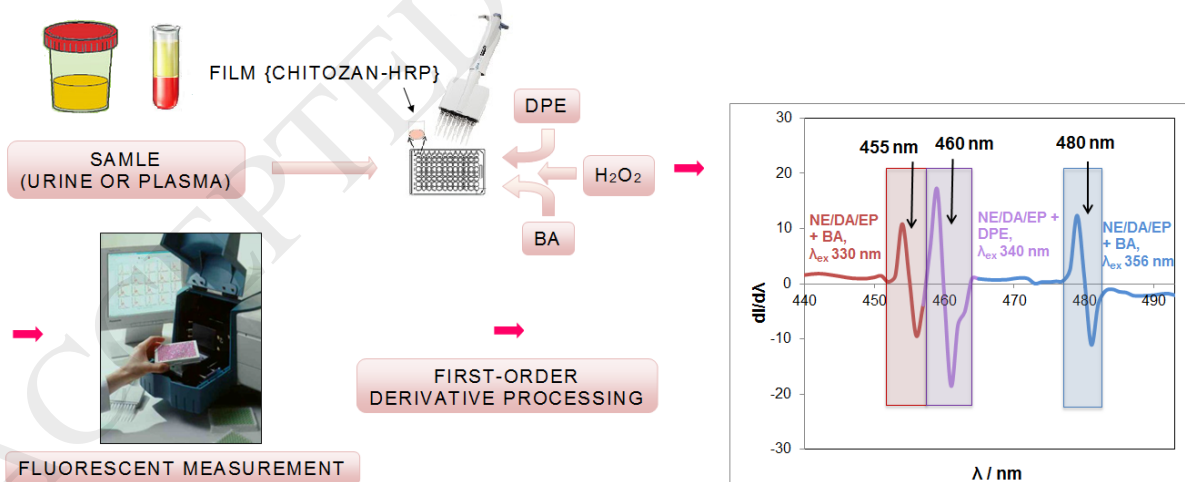 FILM {CHITOZAN-HRP}
SAMLE
(URINE OR PLASMA)
DPE
H₂O₂
BA
FLUORESCENT MEASUREMENT
FIRST-ORDER
DERIVATIVE PROCESSING
30
20
10
0
-10
-20
-30
dI/dλ
455 nm
460 nm
480 nm
NE/DA/EP
+ BA,
λex 330 nm
NE/DA/EP +
DPE,
λex 340 nm
NE/DA/EP
+ BA,
λex 356 nm
440
450
460
470
480
490
λ / nm
ACCEPTED